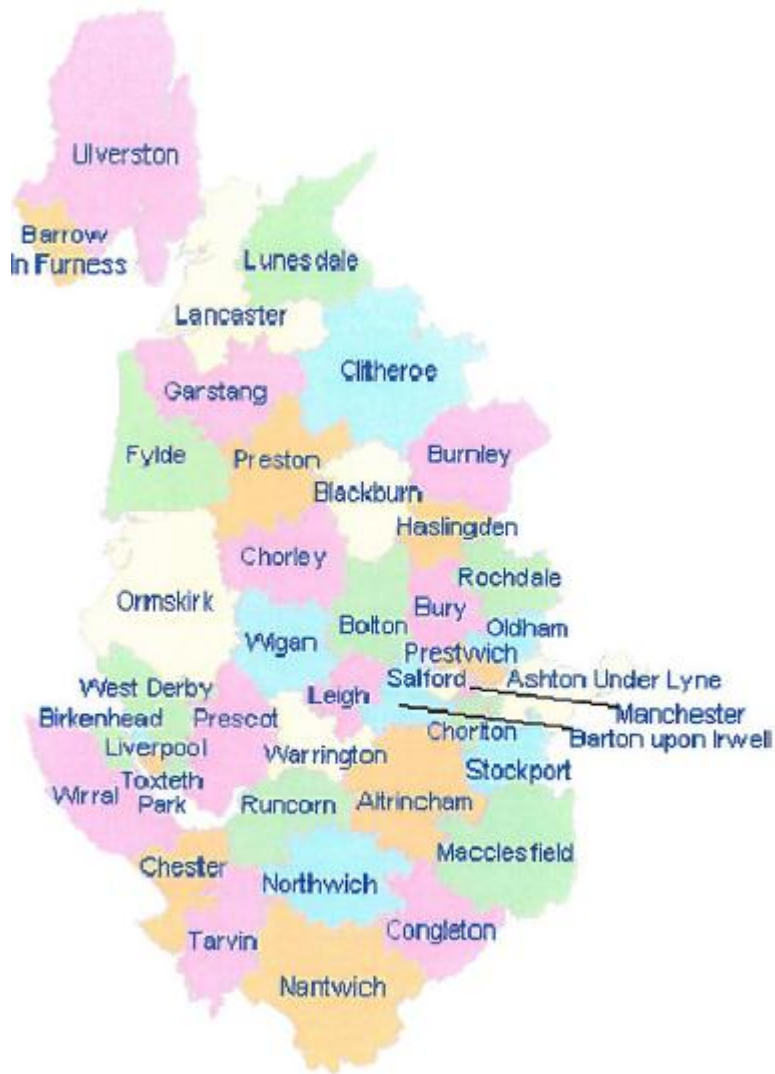 Ulverston
Barrow
In Furness
Lunesdale
Lancaster
Clitheroe
Garstang
Fylde
Preston
Burnley
Blackburn
Haslingden
Chorley
Rochdale
Ormskirk
Bury
Bolton
Oldham
Wigan
Prestwich
Salford
Ashton Under Lyne
West Derby
Leigh
Manchester
Birkenhead
Prescot
Chorlton
Barton upon Irwell
Liverpool
Warrington
Stockport
Wirral
Toxteth
Park
Runcorn
Altrincham
Macclesfield
Chester
Northwich
Congleton
Tarvin
Nantwich